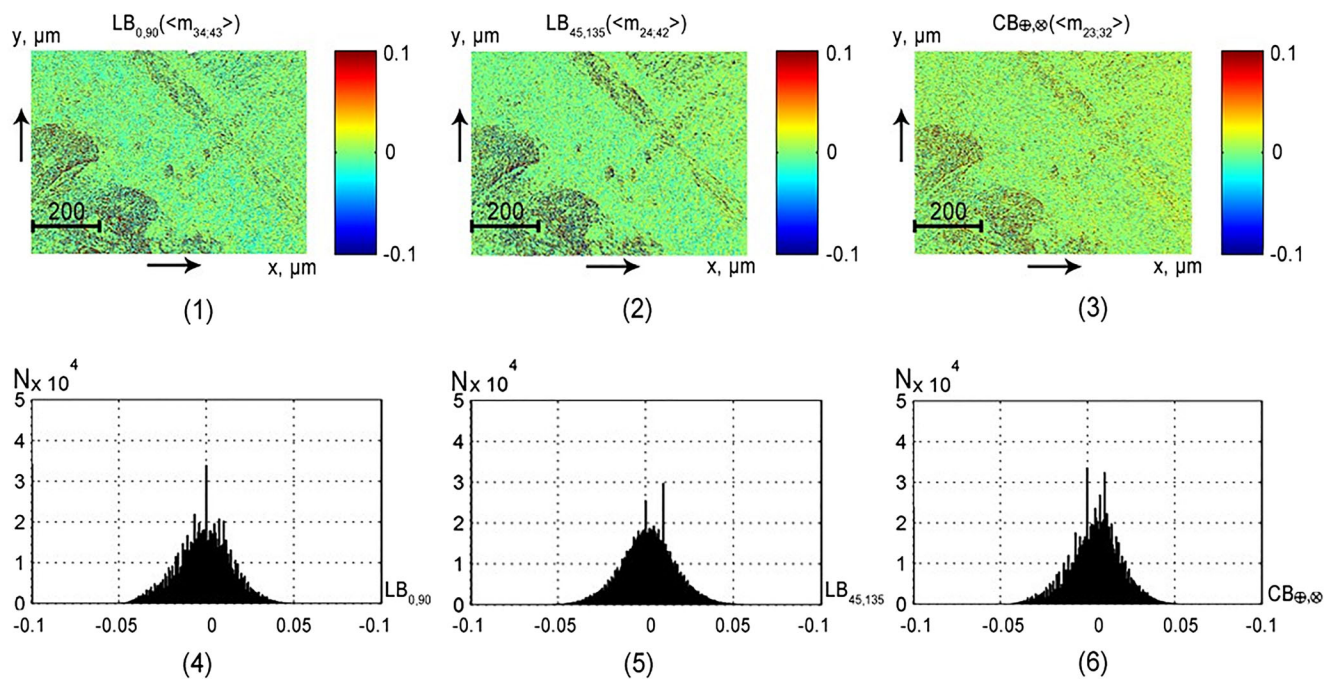 LB0,90(<m34;43>)
y, µm
0.1
0
-0.1
200
x, µm
(1)
LB45,135(<m24;42>)
y, µm
0.1
0
-0.1
200
x, µm
(2)
CB⊕,⊗(<m23;32>)
y, µm
0.1
0
-0.1
200
x, µm
(3)
Nx 10^4
5
4
3
2
1
0
-0.1 -0.05 0 0.05 -0.1
LB0,90
(4)
Nx 10^4
5
4
3
2
1
0
-0.1 -0.05 0 0.05 -0.1
LB45,135
(5)
Nx 10^4
5
4
3
2
1
0
-0.1 -0.05 0 0.05 -0.1
CB⊕,⊗
(6)